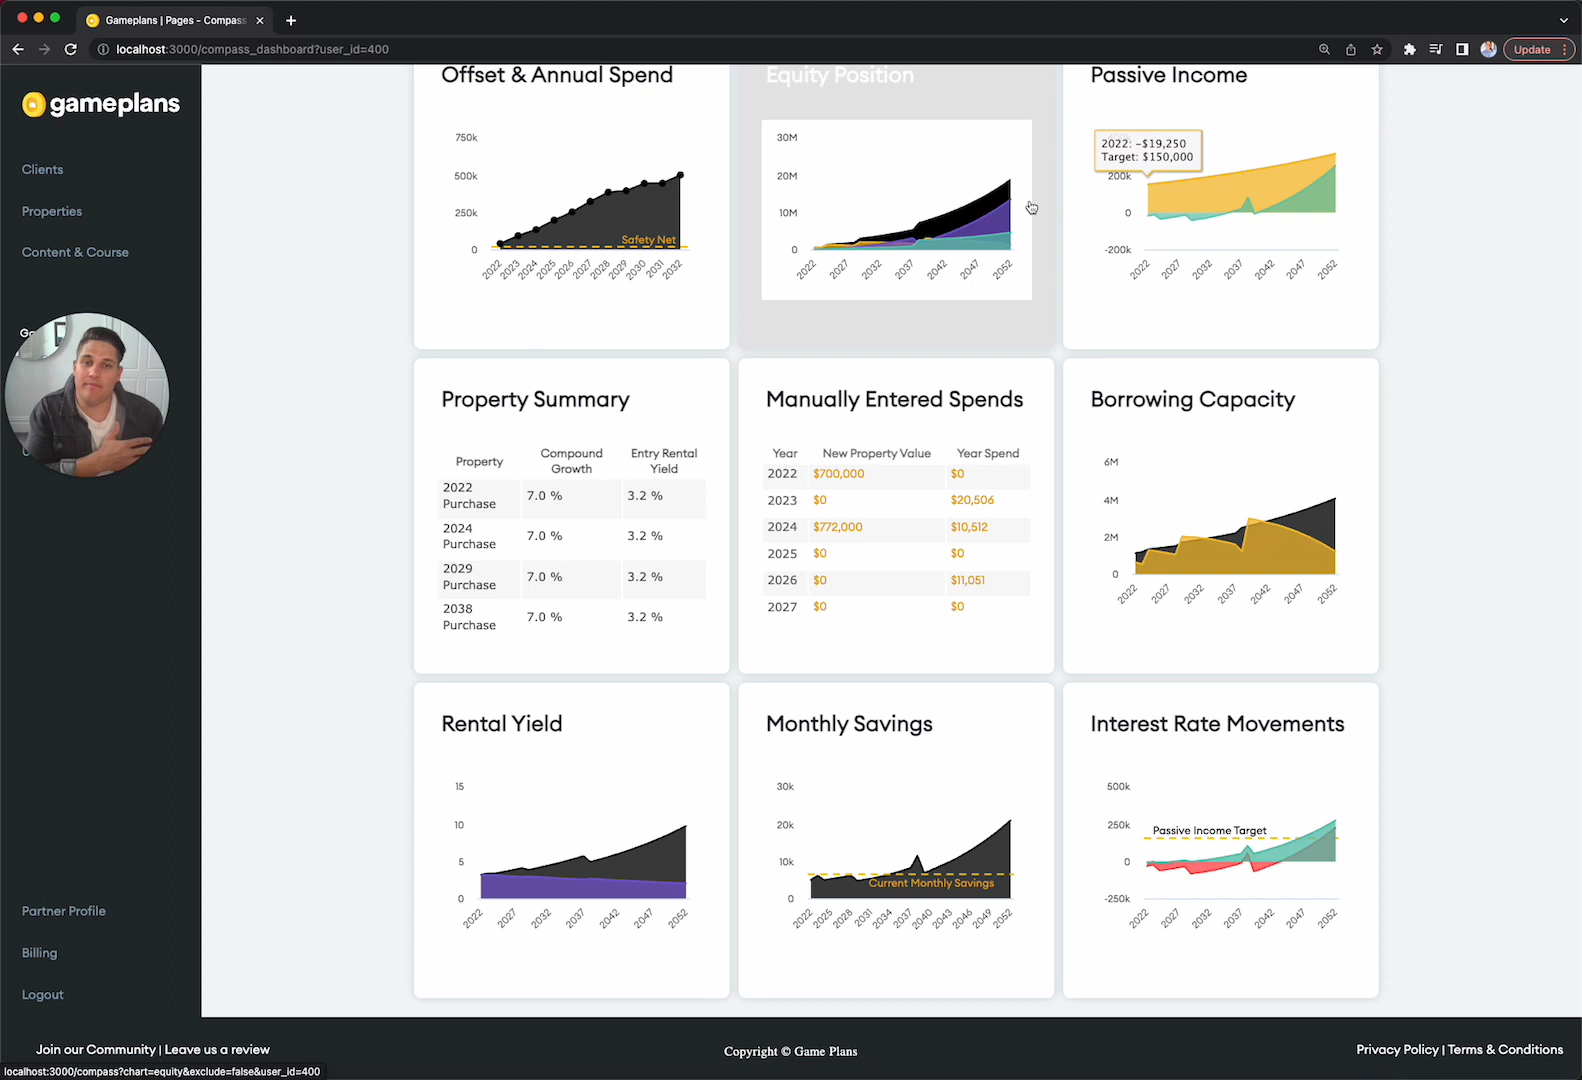 Gameplans | Pages - Compass
localhost:3000/compass_dashboard?user_id=400
Update
gameplans
Clients
Properties
Content & Course
Partner Profile
Billing
Logout
Offset & Annual Spend
750k
500k
250k
0
Safety Net
2022 2023 2024 2025 2026 2027 2028 2029 2030 2031 2032
Equity Position
30M
20M
10M
0
2022 2027 2032 2037 2042 2047 2052
Passive Income
2022: -$19,250
Target: $150,000
200k
0
-200k
2022 2027 2032 2037 2042 2047 2052
Property Summary
Property Compound Growth Entry Rental Yield
2022 Purchase 7.0 % 3.2 %
2024 Purchase 7.0 % 3.2 %
2029 Purchase 7.0 % 3.2 %
2038 Purchase 7.0 % 3.2 %
Manually Entered Spends
Year New Property Value Year Spend
2022 $700,000 $0
2023 $0 $20,506
2024 $772,000 $10,512
2025 $0 $0
2026 $0 $11,051
2027 $0 $0
Borrowing Capacity
6M
4M
2M
0
2022 2027 2032 2037 2042 2047 2052
Rental Yield
15
10
5
0
2022 2027 2032 2037 2042 2047 2052
Monthly Savings
30k
20k
10k
0
Current Monthly Savings
2022 2025 2028 2031 2034 2037 2040 2043 2046 2049 2052
Interest Rate Movements
500k
250k
0
-250k
Passive Income Target
2022 2027 2032 2037 2042 2047 2052
Join our Community | Leave us a review
Copyright © Game Plans
Privacy Policy | Terms & Conditions
localhost:3000/compass?chart=equity&exclude=false&user_id=400